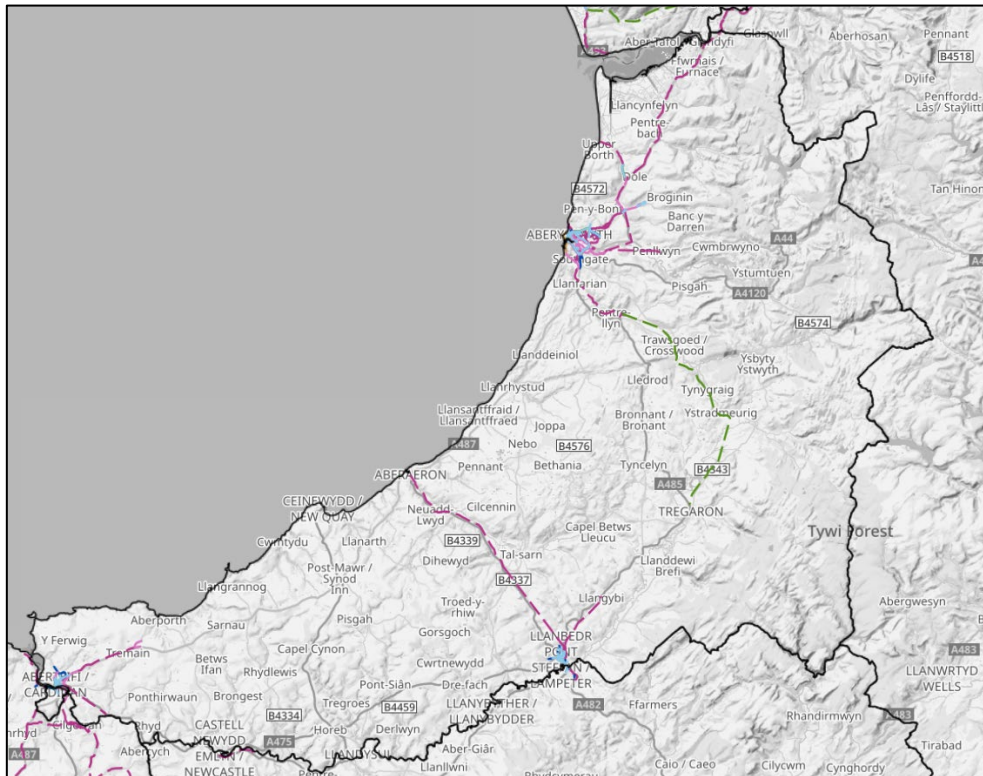 Glaspwll
Aberhosan
Pennant
B4518
Ffwrnais /
Furnace
Dylife
Penffordd-
Llancynfelyn
Pentre-
bach
Upper
Borth
Dole
Tan Hinon
B4572
Broginin
Pen-y-Bont
Banc y
Darren
A44
Penllwyn
Cwmbrwyno
Ystumtuen
Southgate
Llanfarian
Pisgah
A4120
Pentre-
llyn
B4574
Trawsgoed /
Crosswood
Llanddeiniol
Ysbyty
Ystwyth
Lledrod
Tynygraig
Llanrhystud
Llansantffraid /
Llansantffraed
Bronnant /
Bronant
Ystradmeurig
Joppa
A487
Nebo
B4576
Pennant
Bethania
Tyncelyn
B4343
ABERAERON
A485
CEINEWYDD /
NEW QUAY
Neuadd-
Lwyd
Cilcennin
TREGARON
Capel Betws
Lleucu
Tywi Forest
Cwmtydu
Llanarth
B4339
Dihewyd
Tal-sarn
Llanddewi
Brefi
Post-Mawr /
Synod
Inn
Llangrannog
B4337
Llangybi
Abergwesyn
Troed-y-
rhiw
Aberporth
Sarnau
Pisgah
Y Ferwig
Gorsgoch
LLANBEDR
PONT
STEFFAN /
LAMPETER
A483
Tremain
Capel Cynon
Betws
Ifan
Rhydlewis
Cwrtnewydd
LLANWRTYD
WELLS
ABERTEIFI /
CARDIGAN
Pont-Siân
Dre-fach
Ponthirwaun
Brongest
Tregroes
B4459
LLANYBYTHER /
LLANYBYDDER
A482
Ffarmers
B4334
Rhandirmwyn
A483
Cilgerran
Rhyd
CASTELL
NEWYDD
EMLYN /
NEWCASTLE
Horeb
Derlwyn
A475
A487
Abercych
LLANDYSUL
Aber-Giâr
Tirabad
Llanllwni
Caio / Caeo
Cilycwm
Cynghordy